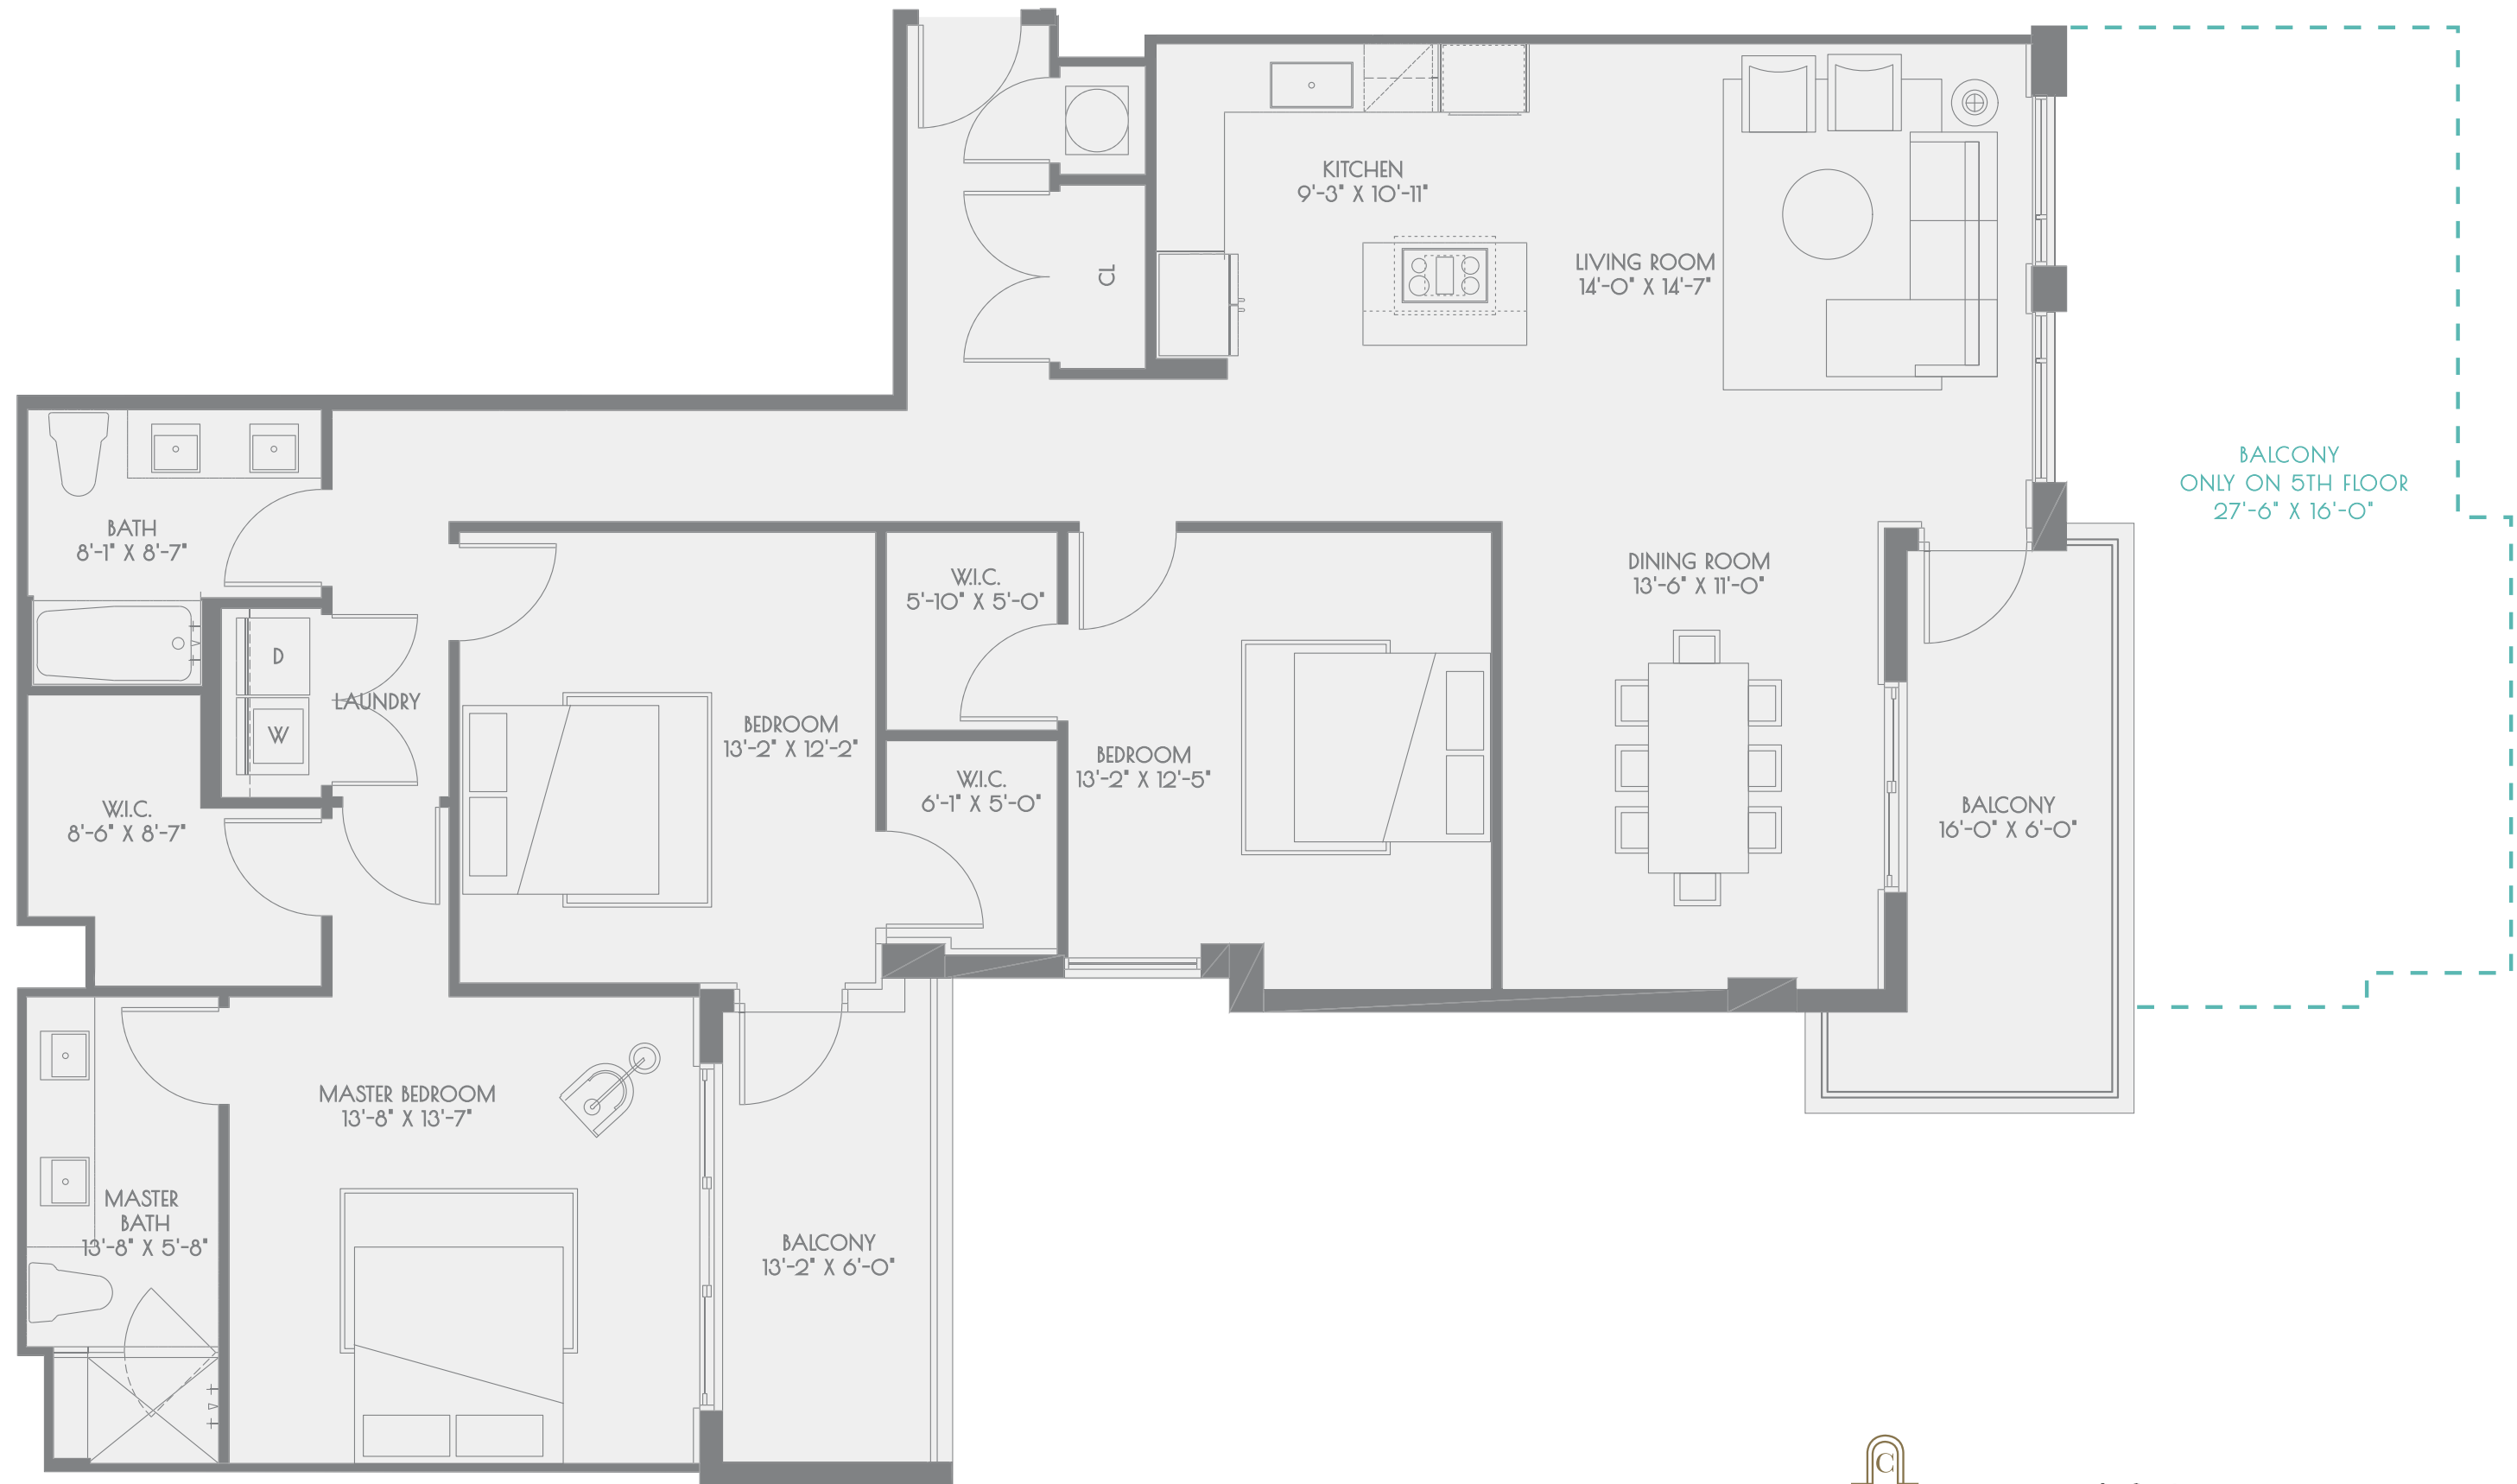 KITCHEN
9'-3" X 10'-11"
CL
LIVING ROOM
14'-0" X 14'-7"
BALCONY
ONLY ON 5TH FLOOR
27'-6" X 16'-0"
BATH
8'-1" X 8'-7"
W.I.C.
5'-10" X 5'-0"
DINING ROOM
13'-6" X 11'-0"
D
LAUNDRY
W
BEDROOM
13'-2" X 12'-2"
BEDROOM
13'-2" X 12'-5"
W.I.C.
6'-1" X 5'-0"
W.I.C.
8'-6" X 8'-7"
BALCONY
16'-0" X 6'-0"
MASTER BEDROOM
13'-8" X 13'-7"
MASTER
BATH
13'-8" X 5'-8"
BALCONY
13'-2" X 6'-0"
C